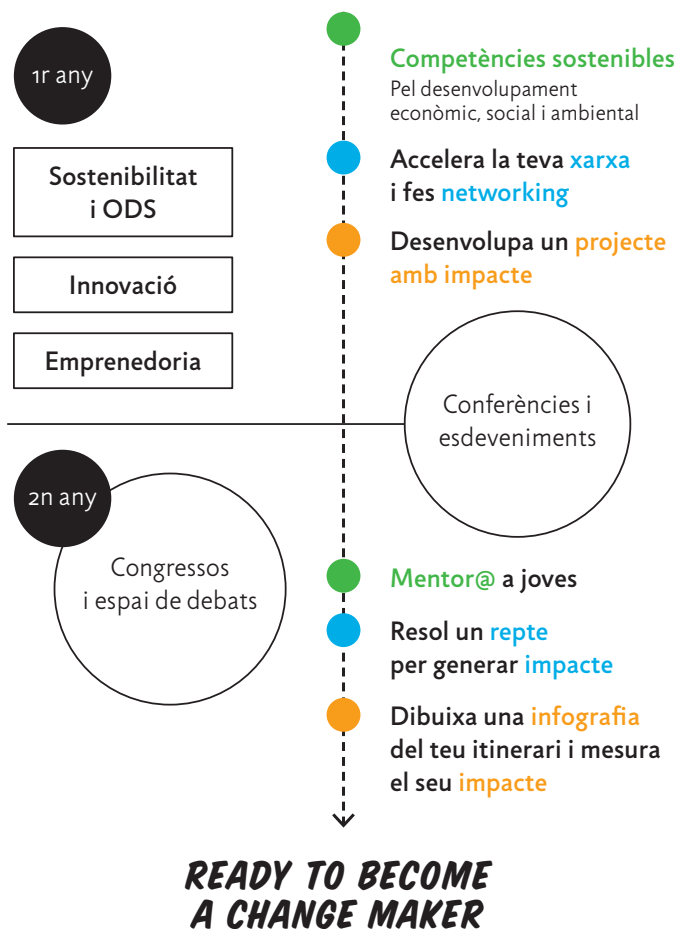 1r any
Sostenibilitat
i ODS
Innovació
Emprenedoria
Competències sostenibles
Pel desenvolupament
econòmic, social i ambiental
Accelera la teva xarxa
i fes networking
Desenvolupa un projecte
amb impacte
Conferències i
esdeveniments
2n any
Congressos
i espai de debats
Mentor@ a joves
Resol un repte
per generar impacte
Dibuixa una infografia
del teu itinerari i mesura
el seu impacte
READY TO BECOME
A CHANGE MAKER